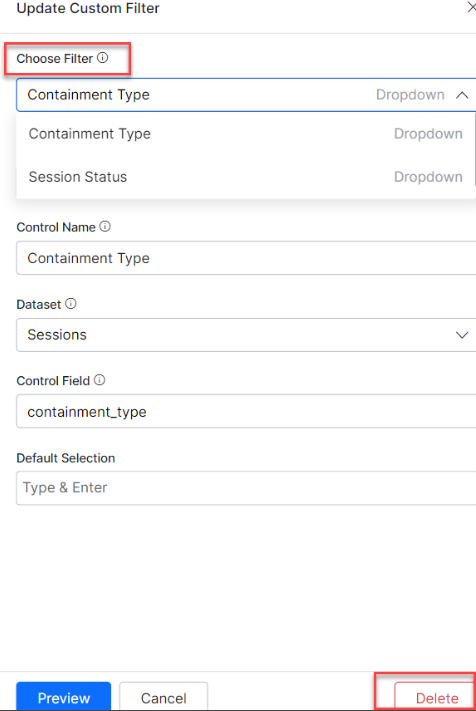 Update Custom Filter
Choose Filter
Containment Type Dropdown
Containment Type Dropdown
Session Status Dropdown
Control Name
Containment Type
Dataset
Sessions
Control Field
containment_type
Default Selection
Type & Enter
Preview Cancel Delete